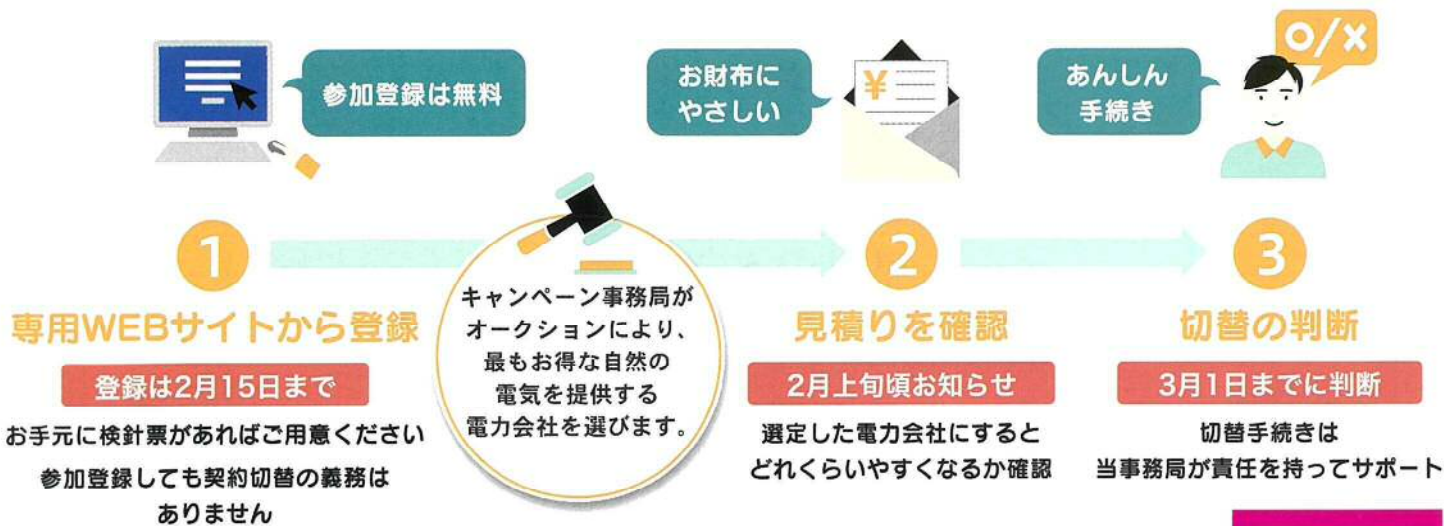 参加登録は無料
お財布に
やさしい
¥
あんしん
手続き
O/X
1
専用WEBサイトから登録
登録は2月15日まで
お手元に検針票があればご用意ください
参加登録しても契約切替の義務は
ありません
キャンペーン事務局が
オークションにより、
最もお得な自然の
電気を提供する
電力会社を選びます。
2
見積りを確認
2月上旬頃お知らせ
選定した電力会社にすると
どれくらいやすくなるか確認
3
切替の判断
3月1日までに判断
切替手続きは
当事務局が責任を持ってサポート